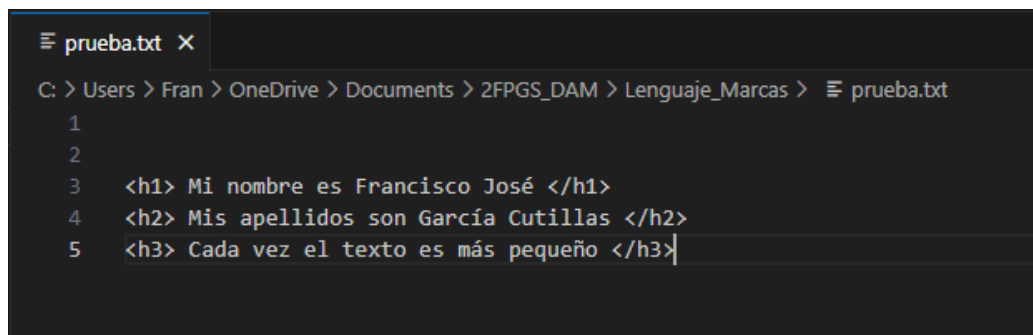 prueba.txt ×
C: > Users > Fran > OneDrive > Documents > 2FPGS_DAM > Lenguaje_Marcas > prueba.txt
1
2
3 <h1> Mi nombre es Francisco José </h1>
4 <h2> Mis apellidos son García Cutillas </h2>
5 <h3> Cada vez el texto es más pequeño </h3>